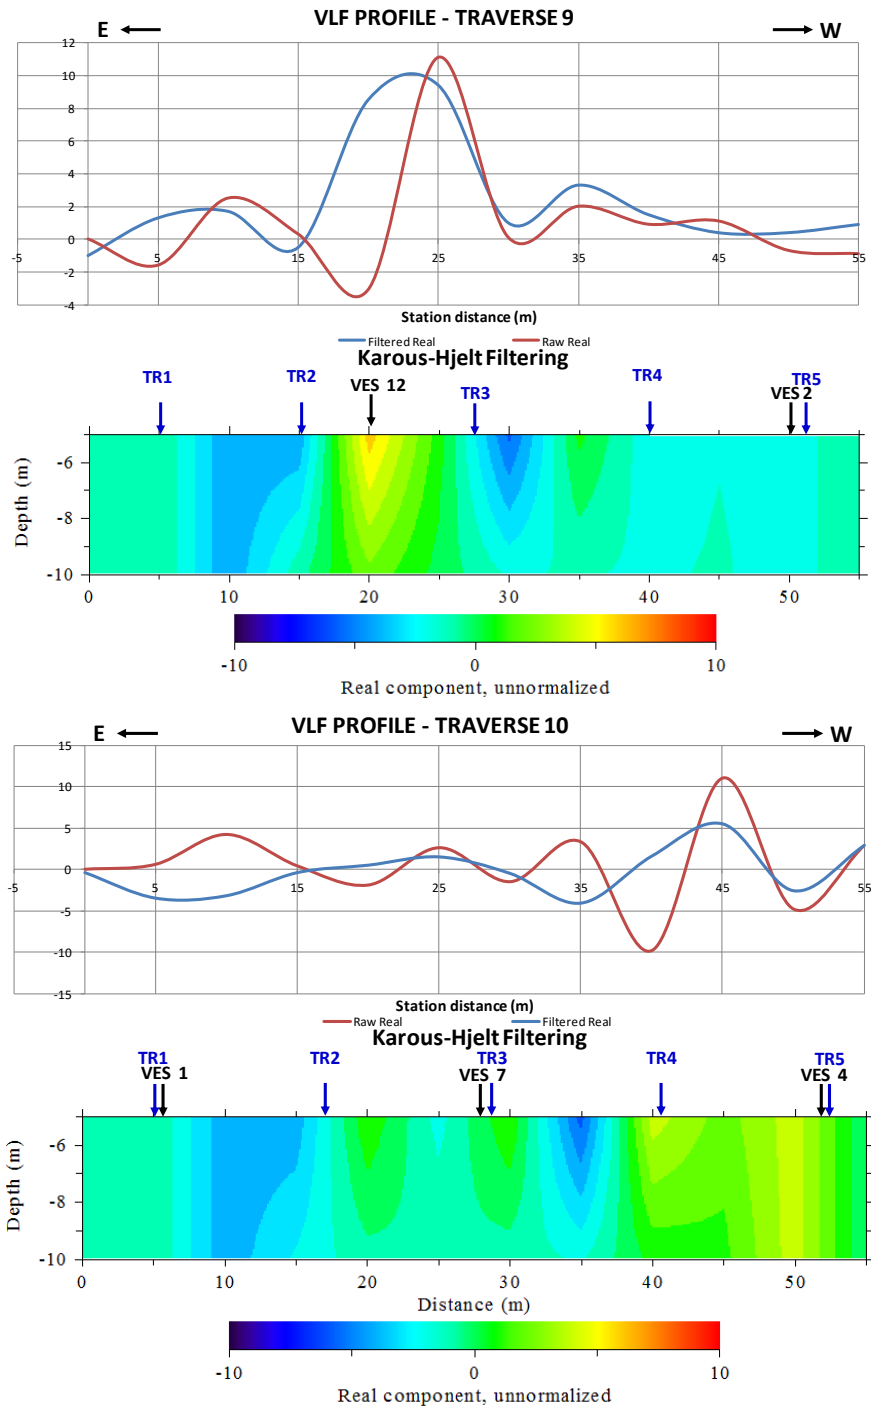 VLF PROFILE - TRAVERSE 9
E W
12
10
8
6
4
2
0
-2
-4
-5 5 15 25 35 45 55
Station distance (m)
Filtered Real Raw Real
Karous-Hjelt Filtering
TR1 TR2 VES 12 TR3 TR4 VES 2 TR5
Depth (m)
-6
-8
-10
0 10 20 30 40 50
-10 0 10
Real component, unnormalized
VLF PROFILE - TRAVERSE 10
E W
15
10
5
0
-5
-10
-15
-5 5 15 25 35 45 55
Station distance (m)
Raw Real Filtered Real
Karous-Hjelt Filtering
TR1 TR2 TR3 TR4 TR5
VES 1 VES 7 VES 4
Depth (m)
-6
-8
-10
0 10 20 30 40 50
Distance (m)
-10 0 10
Real component, unnormalized